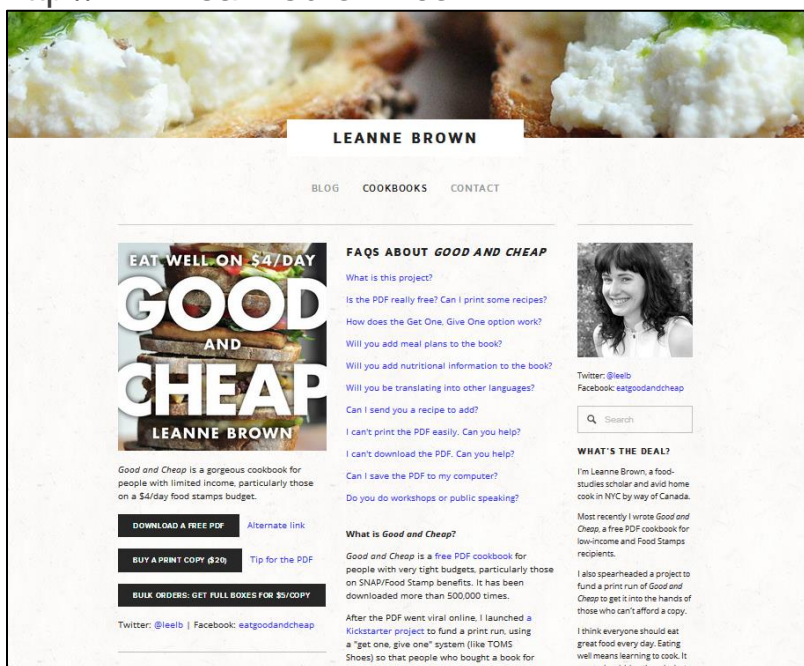 LEANNE BROWN
BLOG COOKBOOKS CONTACT
EAT WELL ON $4/DAY
GOOD
AND
CHEAP
LEANNE BROWN
Good and Cheap is a gorgeous cookbook for
people with limited income, particularly those
on a $4/day food stamps budget.
DOWNLOAD A FREE PDF Alternate link
BUY A PRINT COPY ($20) Tip for the PDF
BULK ORDERS: GET FULL BOXES FOR $5/COPY
Twitter: @leelb | Facebook: eatgoodandcheap
FAQS ABOUT GOOD AND CHEAP
What is this project?
Is the PDF really free? Can I print some recipes?
How does the Get One, Give One option work?
Will you add meal plans to the book?
Will you add nutritional information to the book?
Will you be translating into other languages?
Can I send you a recipe to add?
I can't print the PDF easily. Can you help?
I can't download the PDF. Can you help?
Can I save the PDF to my computer?
Do you do workshops or public speaking?
What is Good and Cheap?
Good and Cheap is a free PDF cookbook for
people with very tight budgets, particularly those
on SNAP/Food Stamp benefits. It has been
downloaded more than 500,000 times.
After the PDF went viral online, I launched a
Kickstarter project to fund a print run, using
a "get one, give one" system (like TOMS
Shoes) so that people who bought a book for
Twitter: @leelb
Facebook: eatgoodandcheap
Search
WHAT'S THE DEAL?
I'm Leanne Brown, a food-
studies scholar and avid home
cook in NYC by way of Canada.
Most recently I wrote Good and
Cheap, a free PDF cookbook for
low-income and Food Stamps
recipients.
I also spearheaded a project to
fund a print run of Good and
Cheap to get it into the hands of
those who can't afford a copy.
I think everyone should eat
great food every day. Eating
well means learning to cook. It